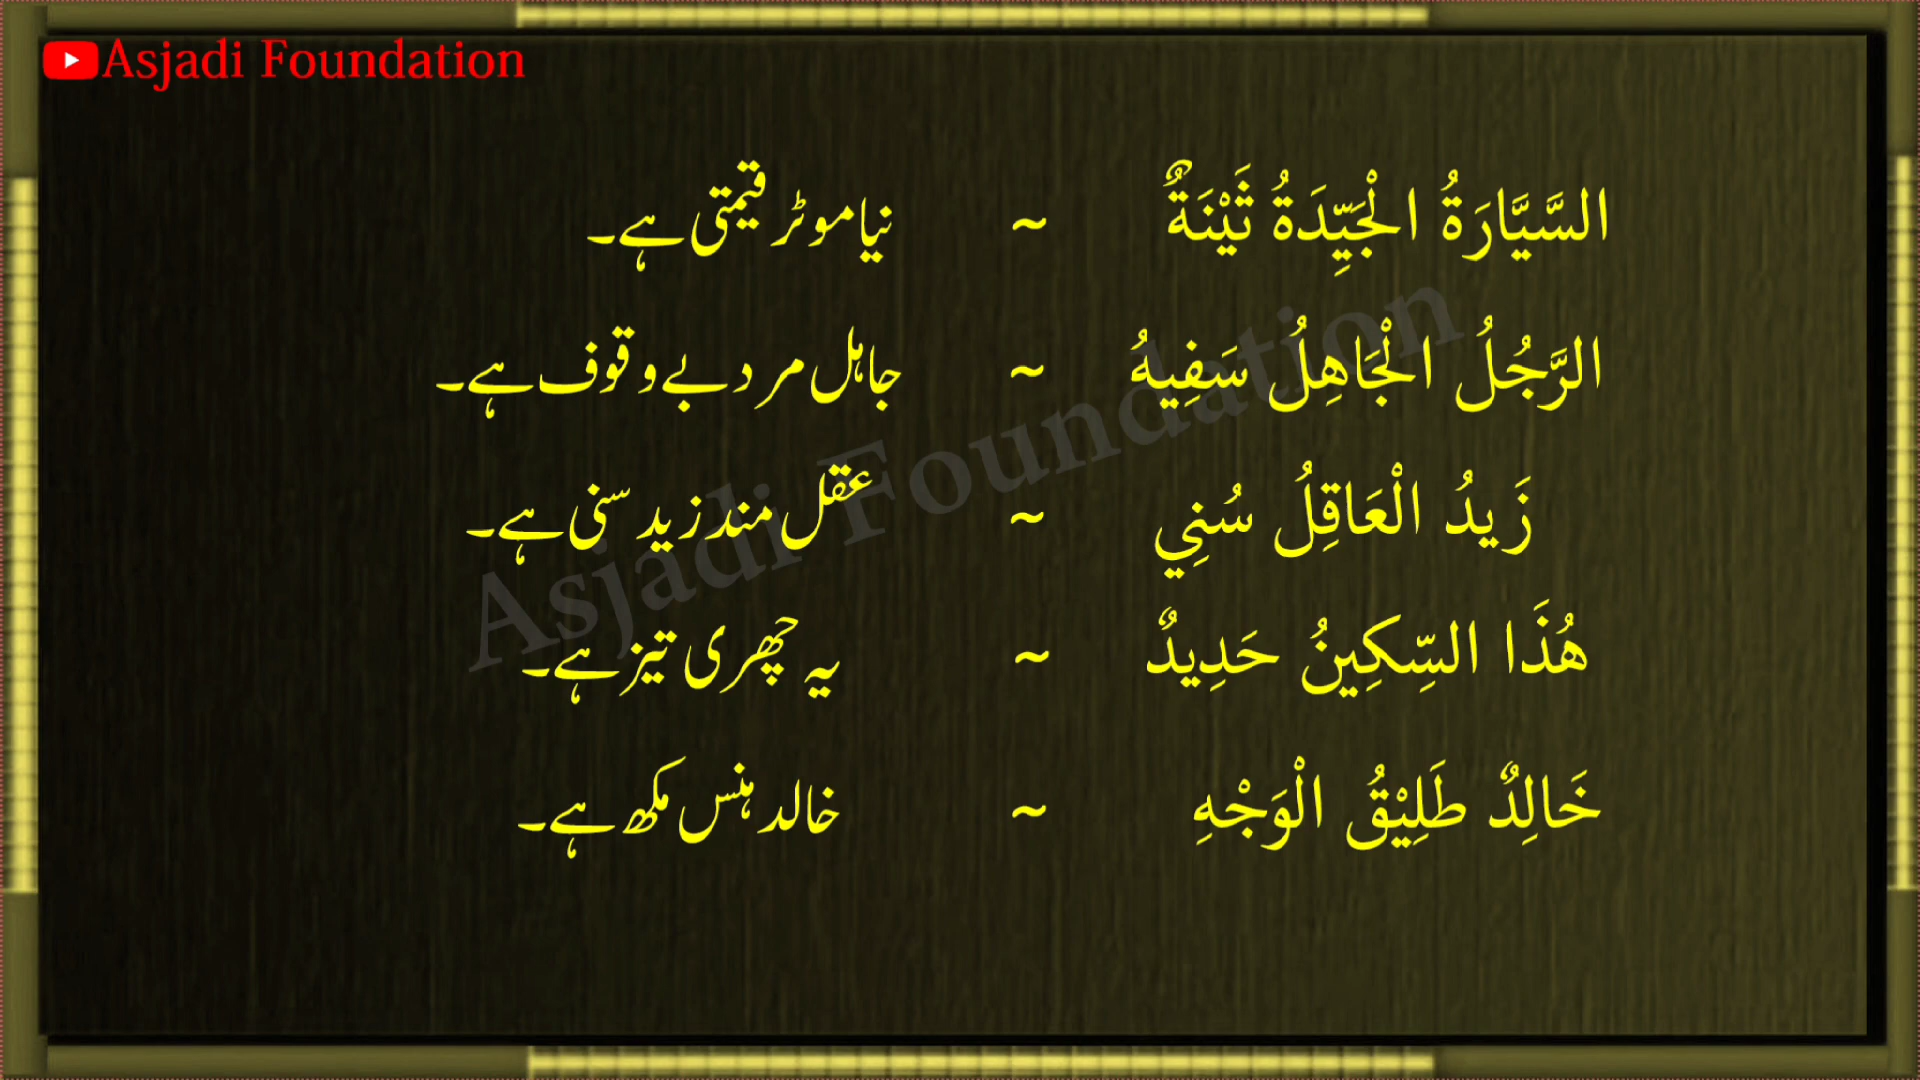 Asjadi Foundation
السَّيَّارَةُ الْجَيِّدَةُ ثَيْنَةٌ ~ نیا موٹر قیمتی ہے۔
الرَّجُلُ الْجَاهِلُ سَفِيهُ ~ جاہل مرد بے وقوف ہے۔
زَيدُ الْعَاقِلُ سُنِي ~ عقل مند زید سنی ہے۔
هُذَا السِّكِينُ حَدِيدٌ ~ یہ چھری تیز ہے۔
خَالِدٌ طَلِيْقُ الْوَجْهِ ~ خالد ہنس مکھ ہے۔
Asjadi Foundation